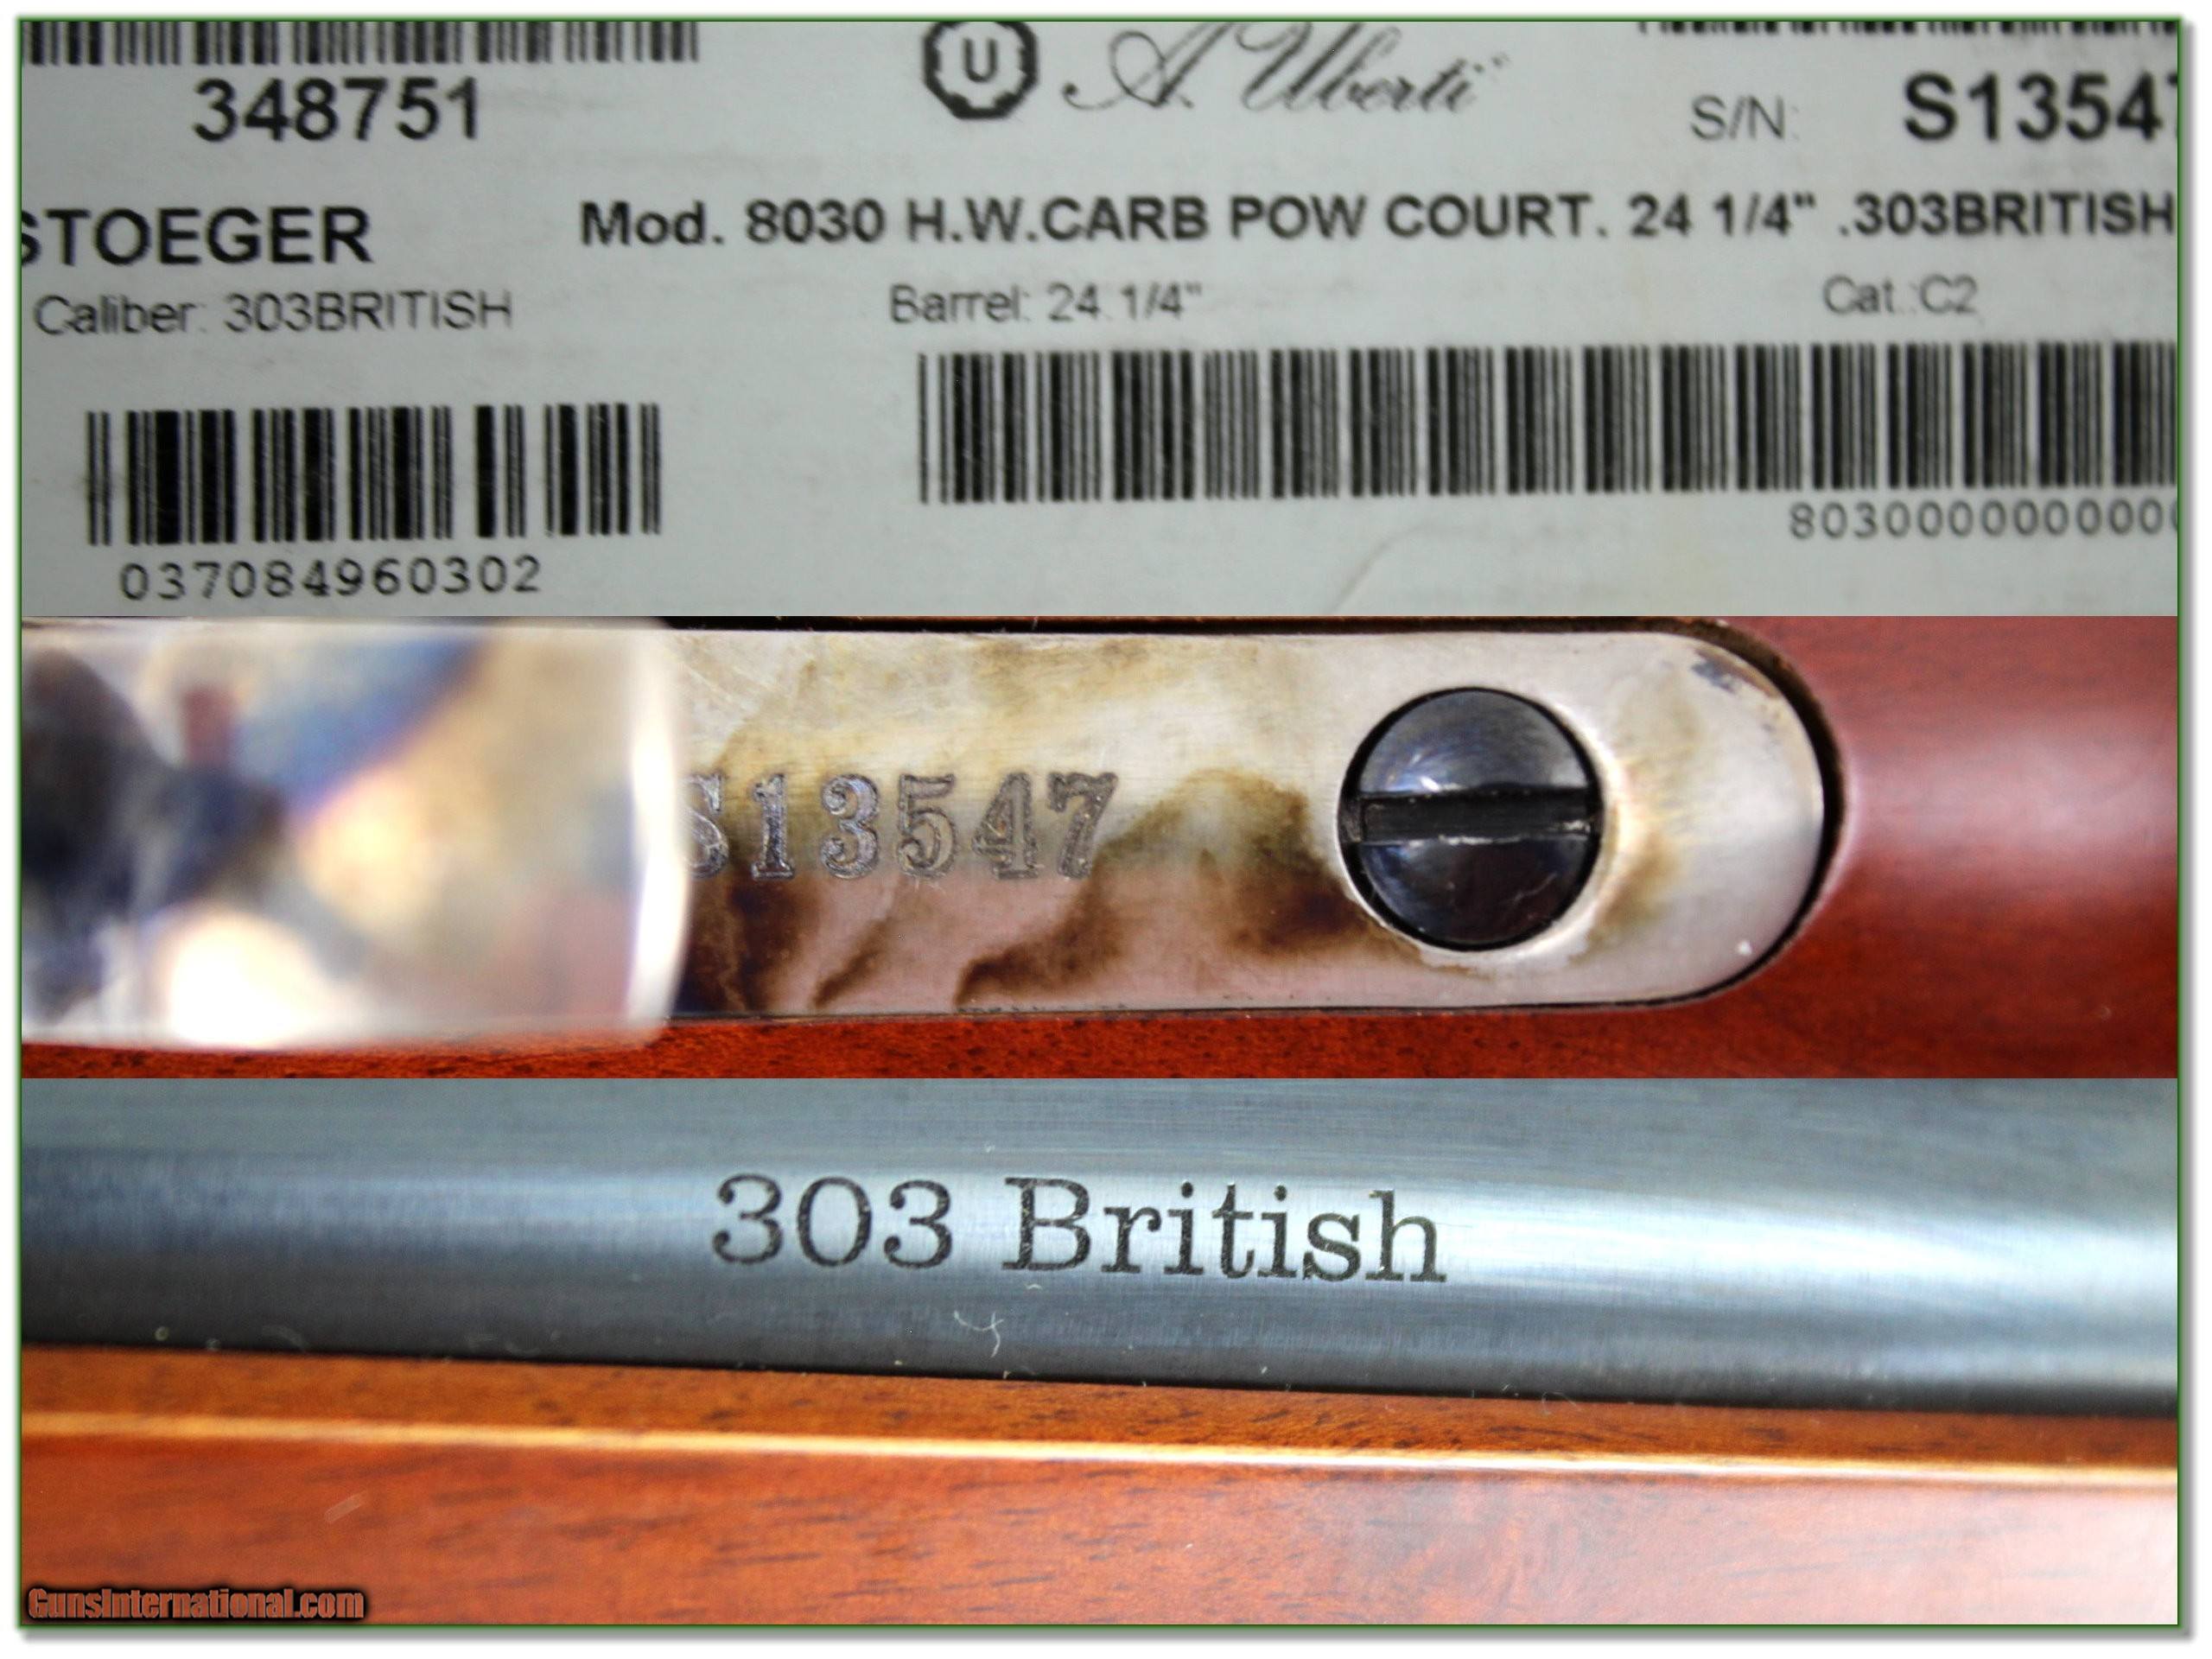 348751
U A. Uberti
S/N: S13547
STOEGER
Mod. 8030 H.W.CARB POW COURT. 24 1/4" .303BRITISH
Caliber: 303BRITISH
Barrel: 24 1/4"
Cat.:C2
037084960302
803000000000
S13547
303 British
GunsInternational.com